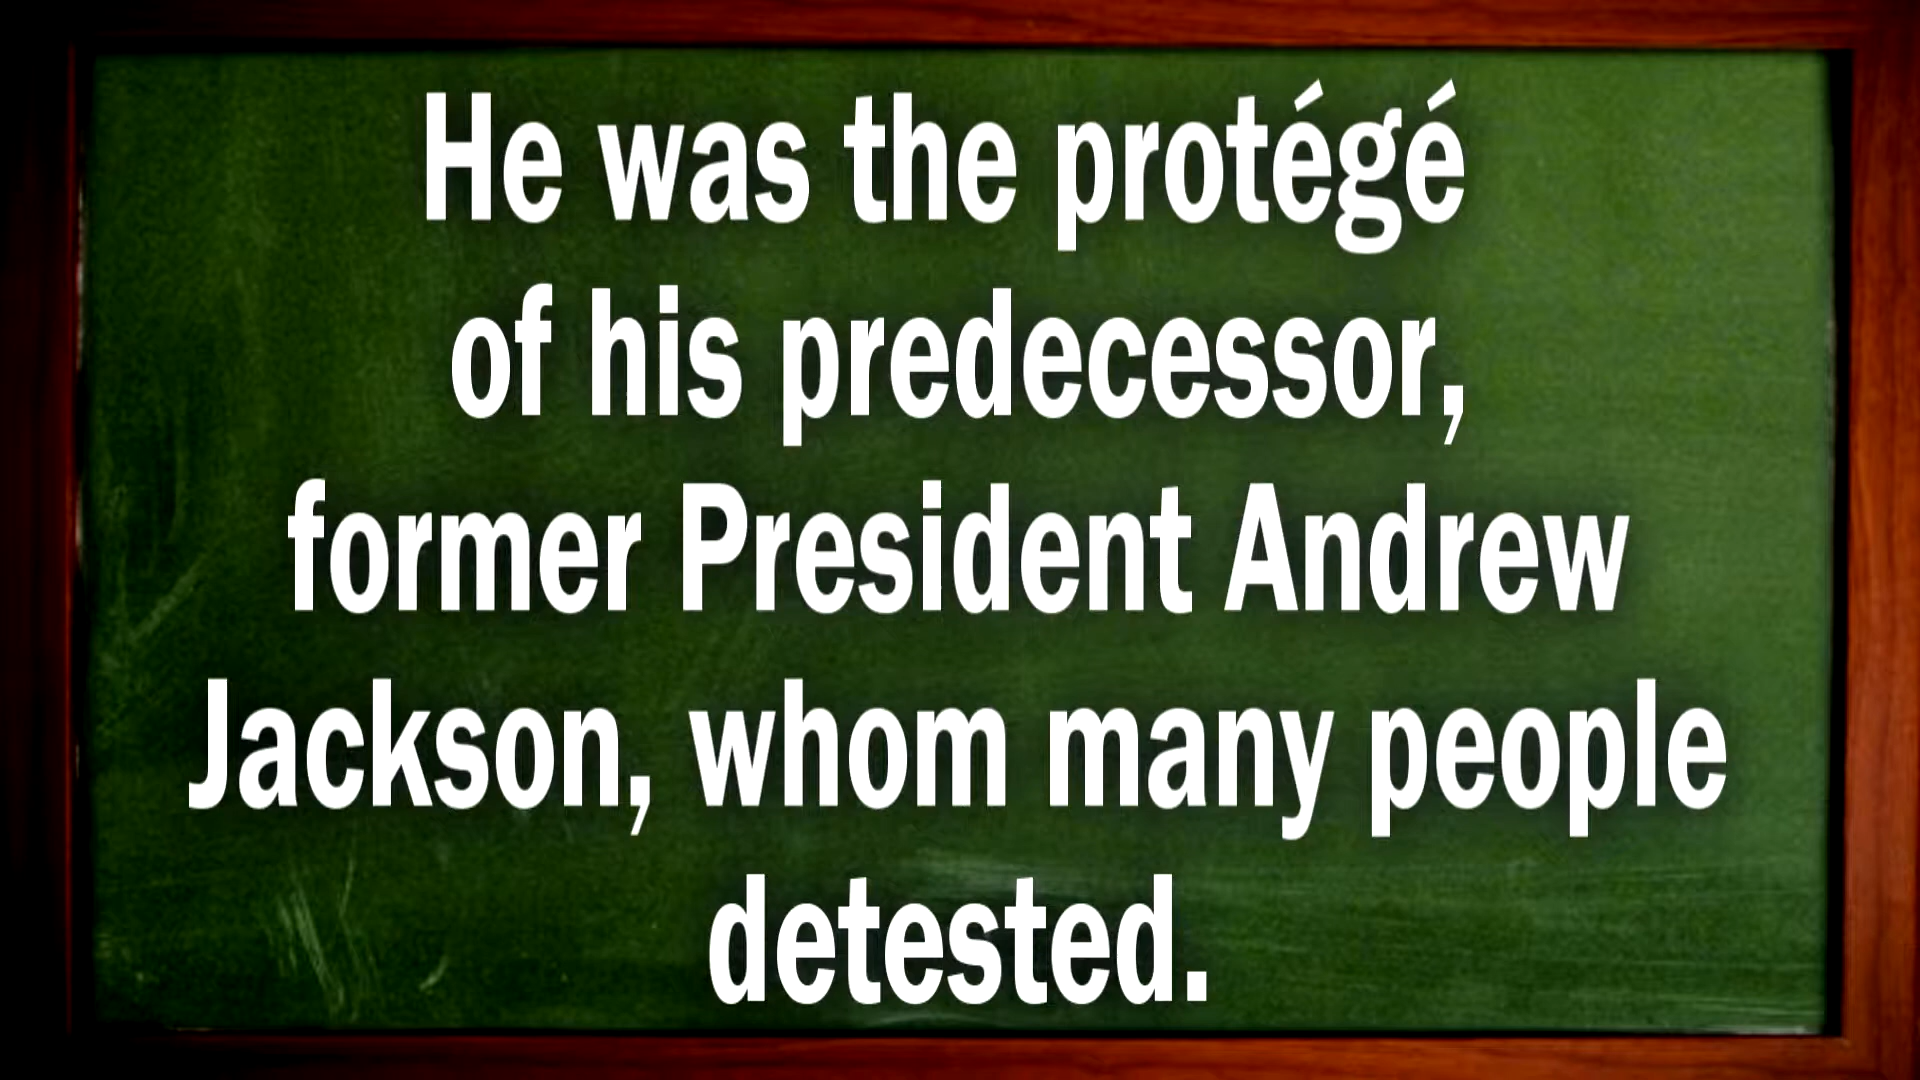 He was the protégé
of his predecessor,
former President Andrew
Jackson, whom many people
detested.